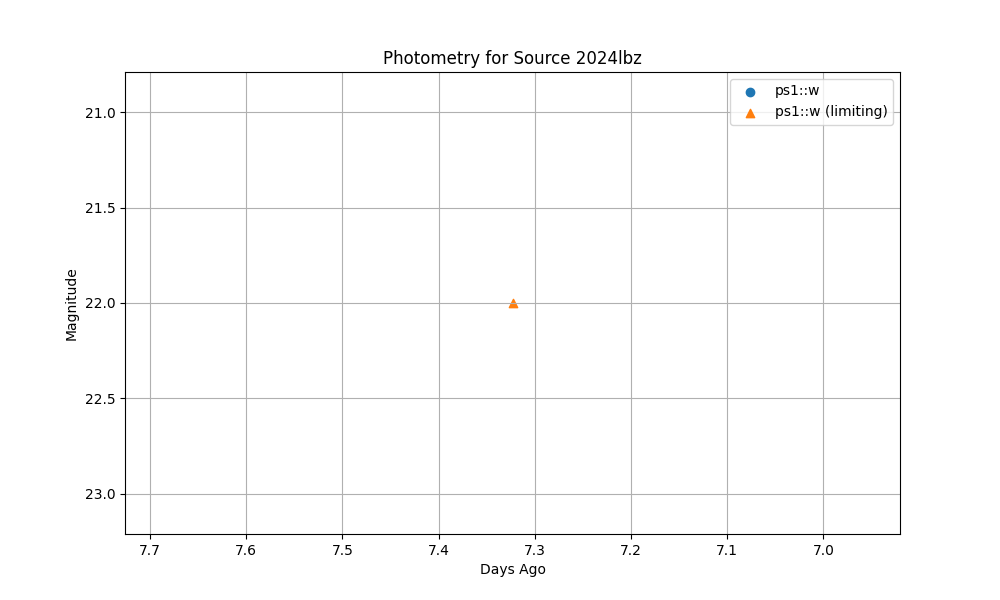 Photometry for Source 2024lbz
ps1::w
ps1::w (limiting)
21.0
21.5
22.0
22.5
23.0
Magnitude
7.7
7.6
7.5
7.4
7.3
7.2
7.1
7.0
Days Ago